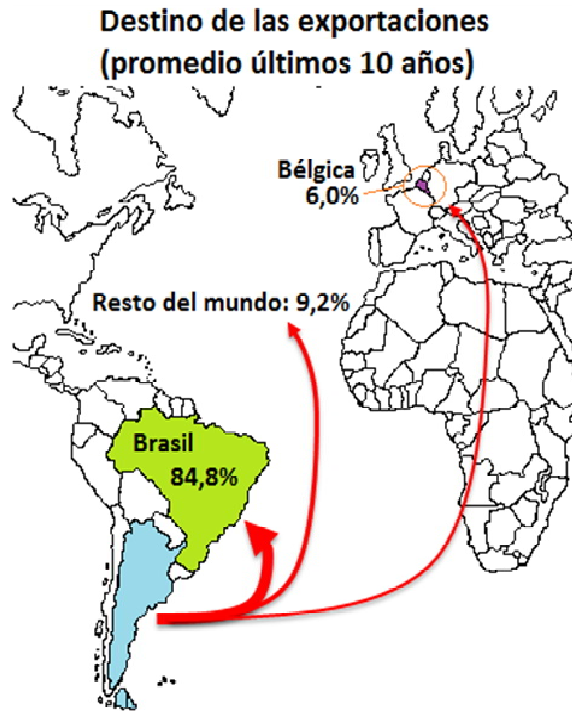 Destino de las exportaciones
(promedio últimos 10 años)
Bélgica
6,0%
Resto del mundo: 9,2%
Brasil
84,8%